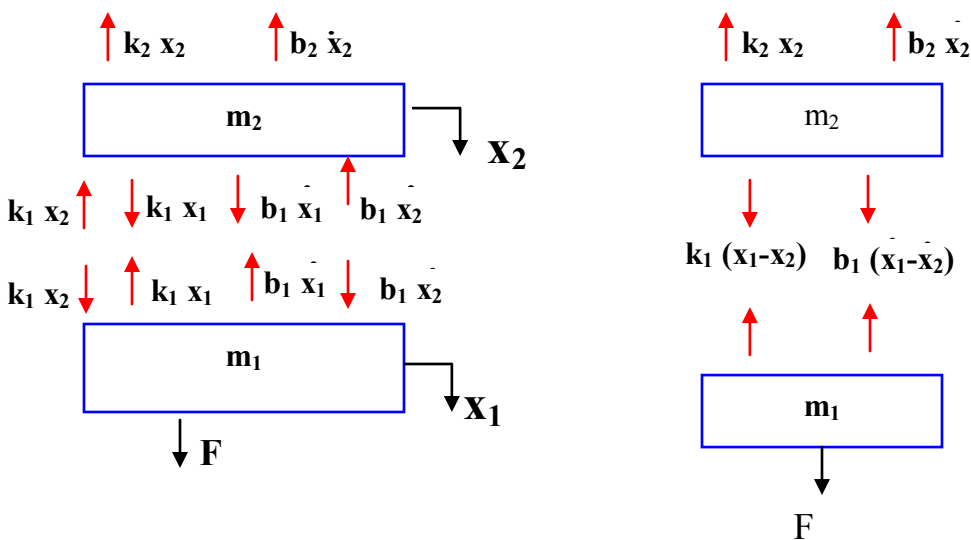 k₂ x₂ b₂ ẋ₂
m₂
x₂
k₁ x₂ k₁ x₁ b₁ ẋ₁ b₁ ẋ₂
k₁ x₂ k₁ x₁ b₁ ẋ₁ b₁ ẋ₂
m₁
x₁
F
k₂ x₂ b₂ ẋ₂
m₂
k₁ (x₁-x₂) b₁ (ẋ₁-ẋ₂)
m₁
F